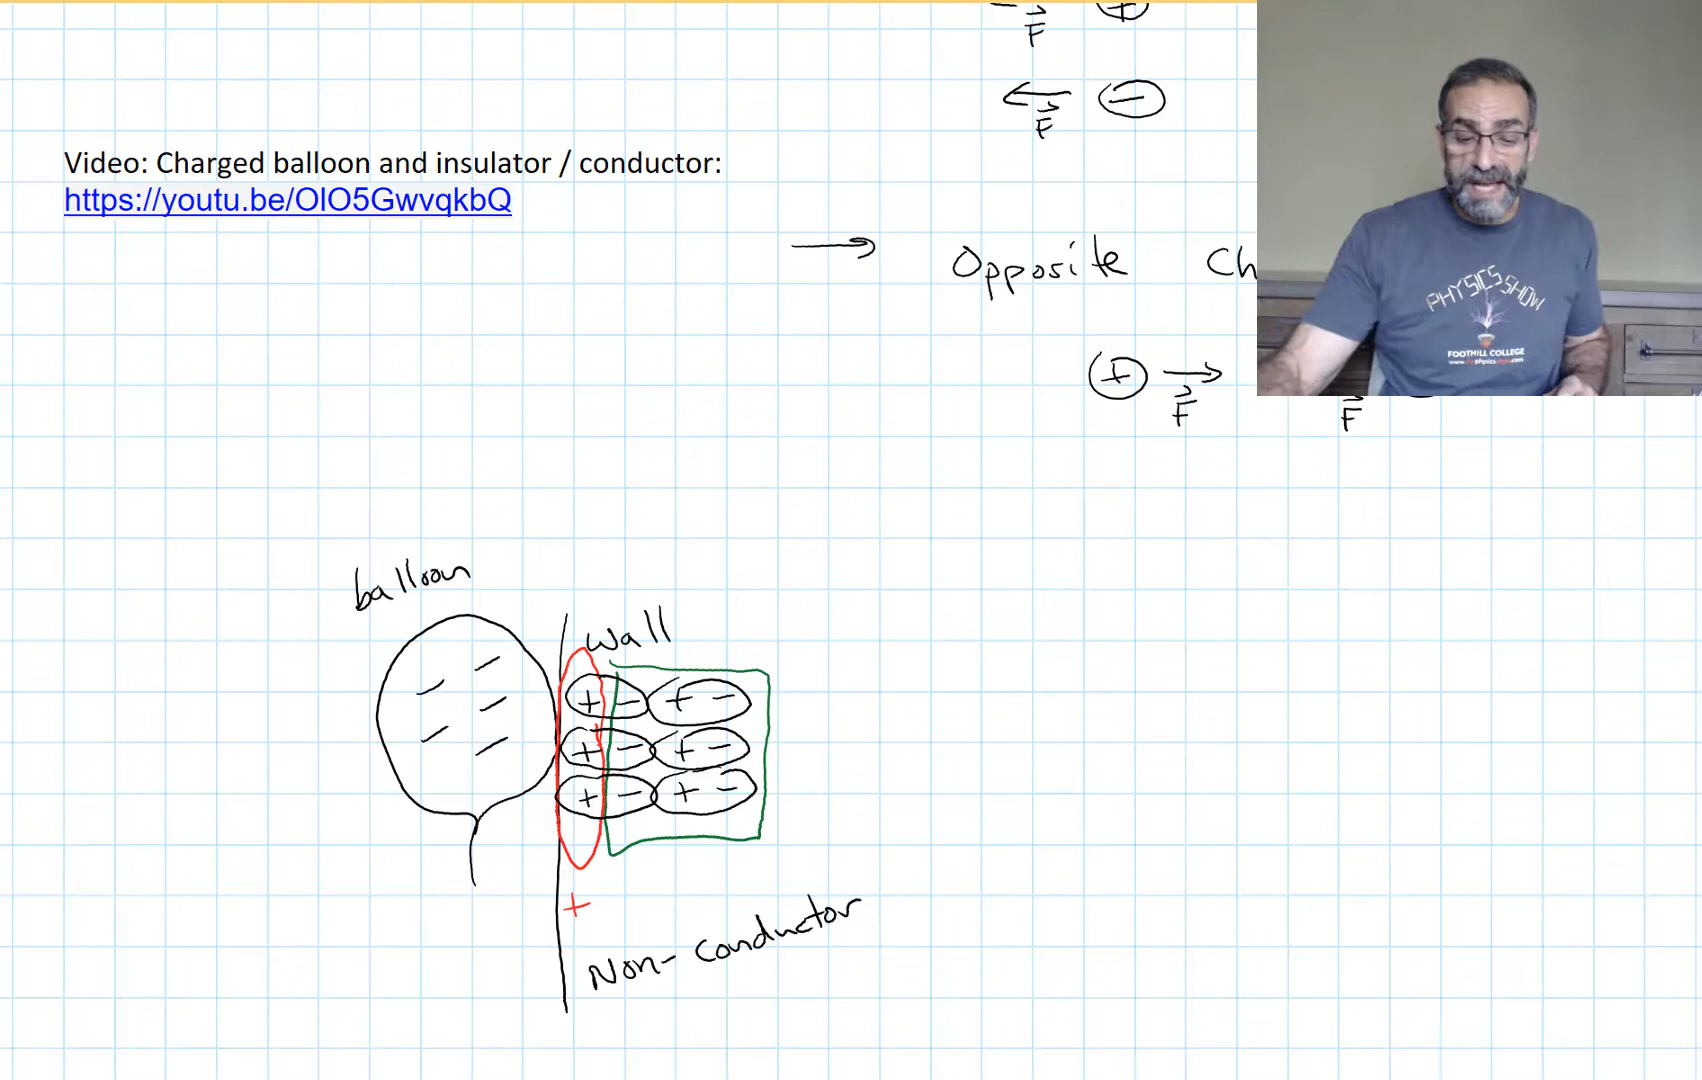 F
+
F
−
Video: Charged balloon and insulator / conductor:
https://youtu.be/OlO5GwvqkbQ
→ Opposite Ch
+ → F
F
PHYSICS SHOW
FOOTHILL COLLEGE
balloon
Wall
− − + − + −
− − + − + −
− + − + −
+
Non-conductor